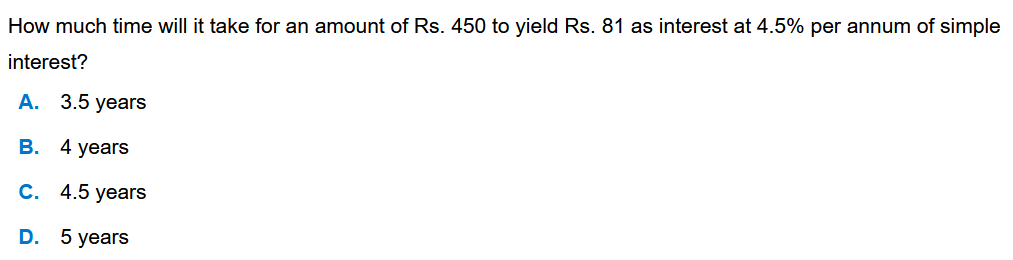 How much time will it take for an amount of Rs. 450 to yield Rs. 81 as interest at 4.5% per annum of simple
interest?
A. 3.5 years
B. 4 years
C. 4.5 years
D. 5 years